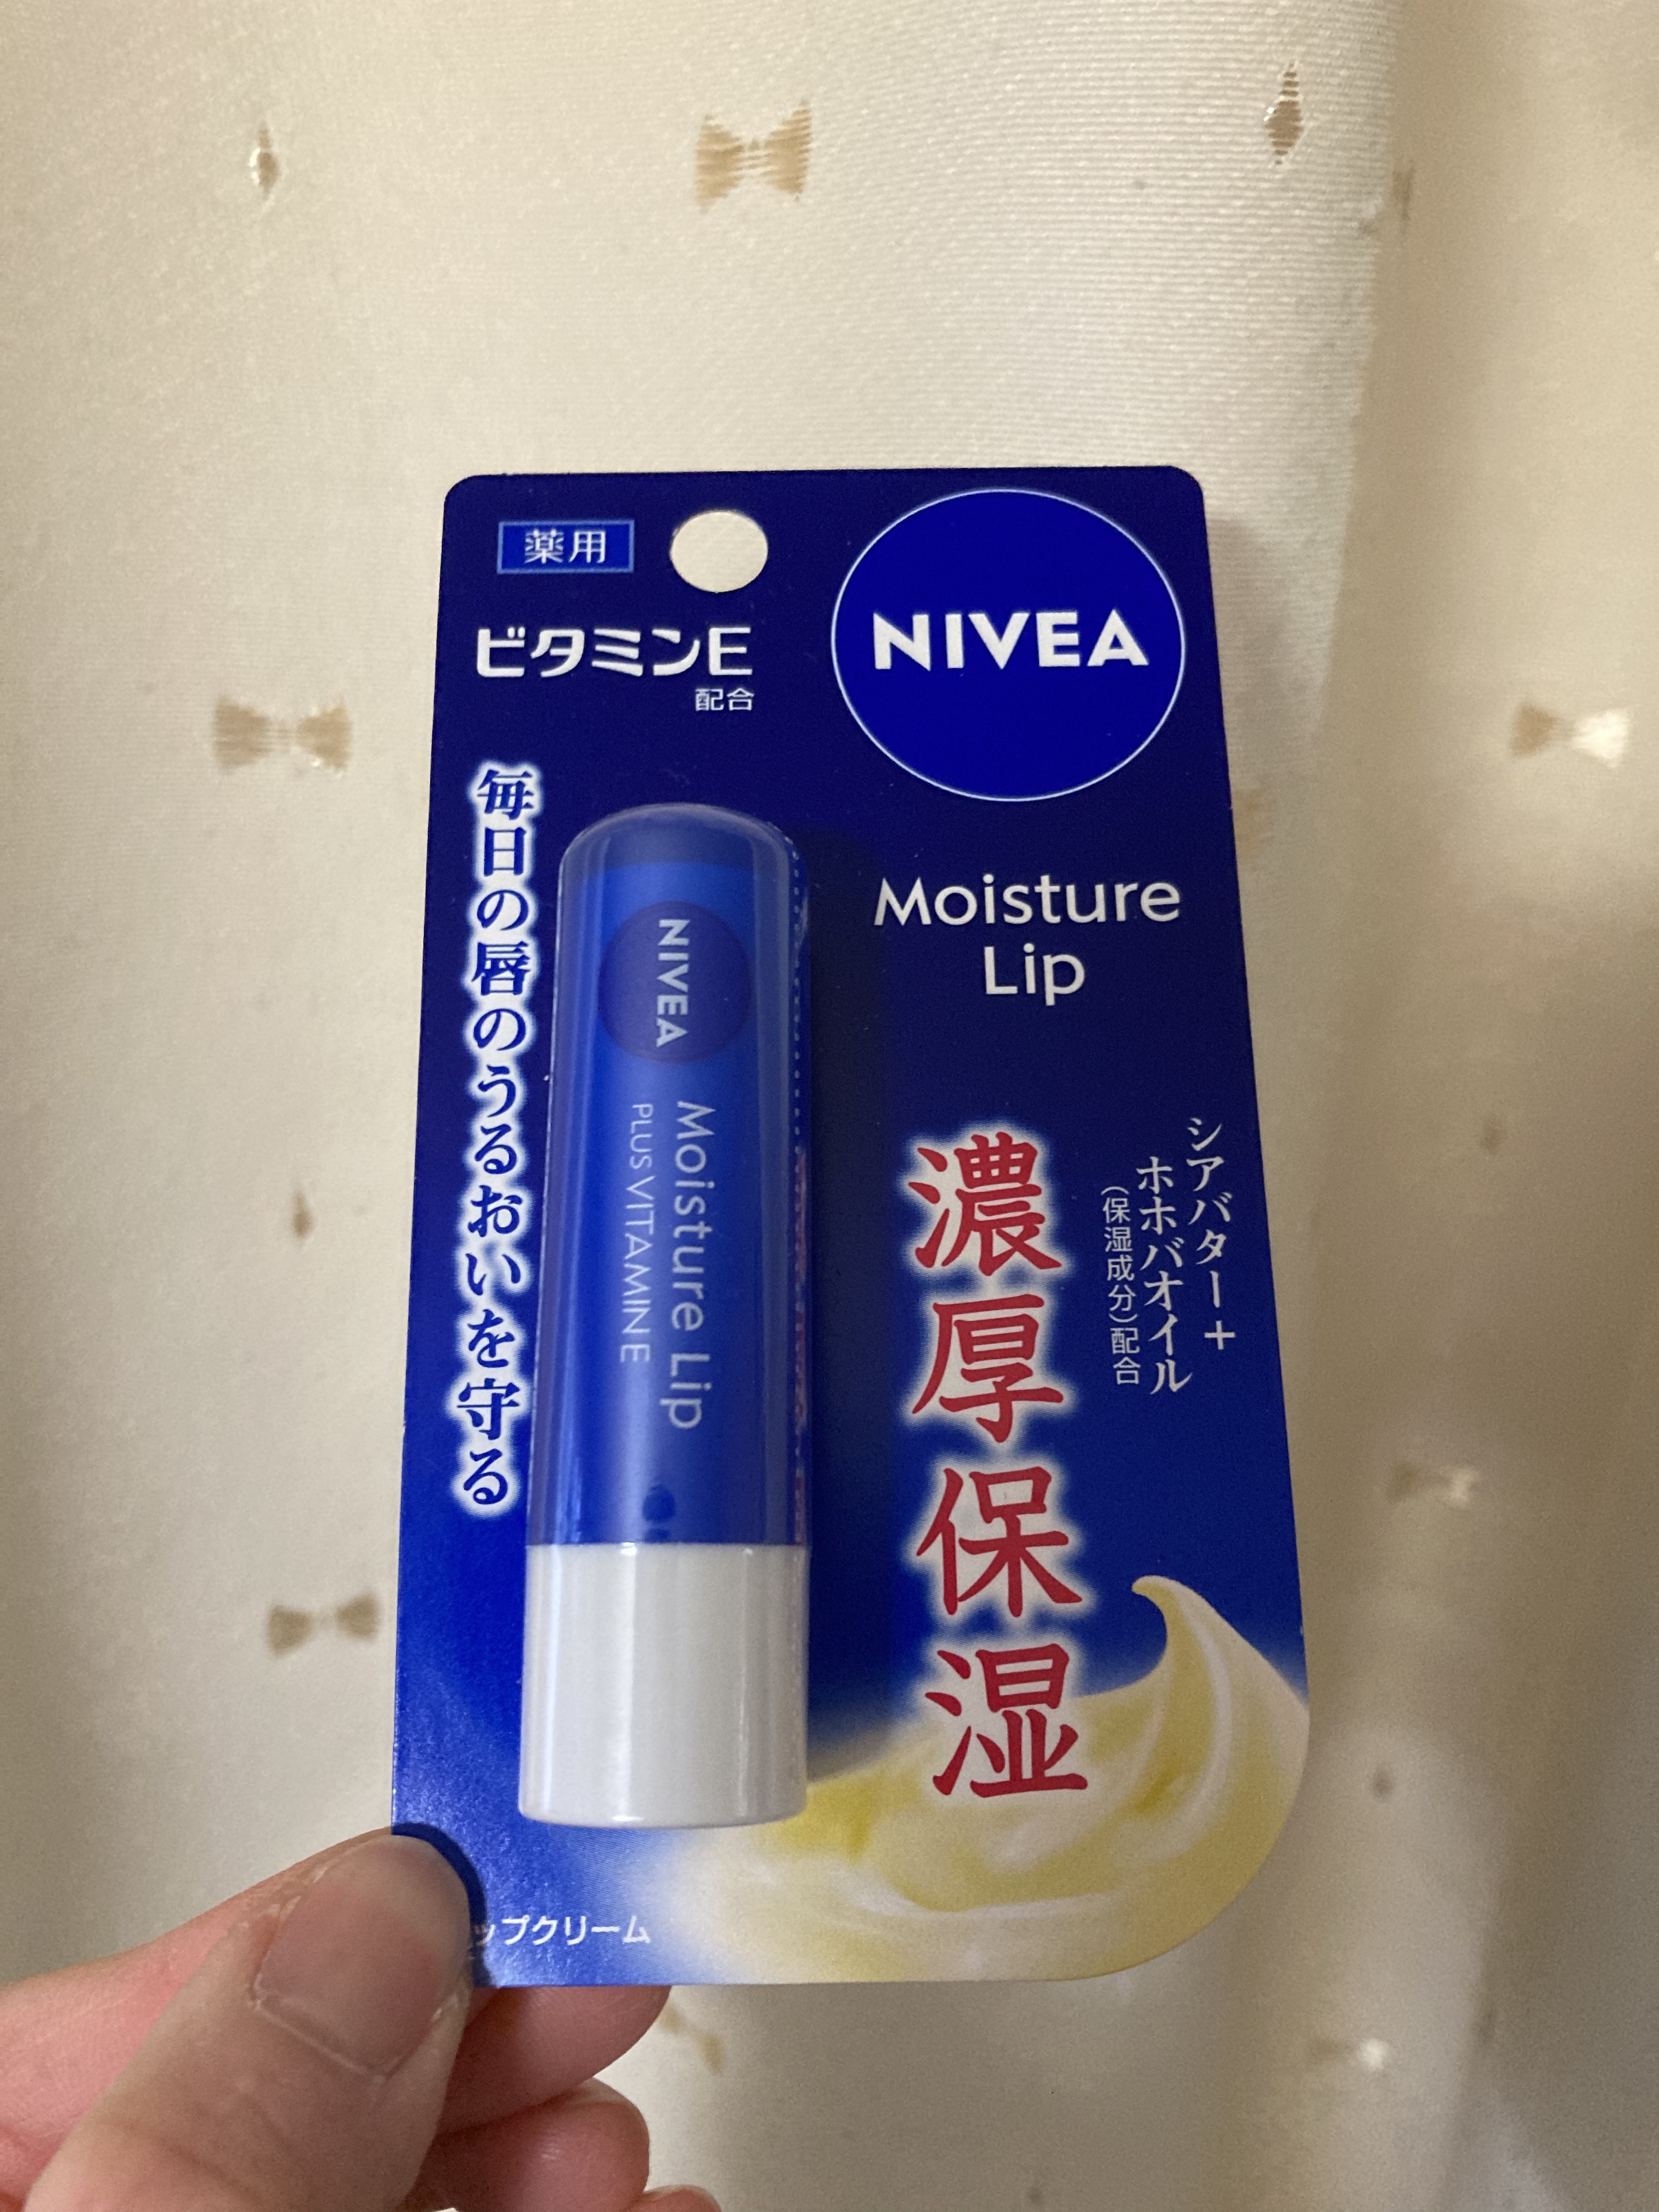 薬用
ビタミンE
配合
NIVEA
Moisture
Lip
毎日の唇のうるおいを守る
NIVEA
Moisture Lip
PLUS VITAMIN E
シアバター+
ホホバオイル
(保湿成分)配合
濃厚保湿
ップクリーム